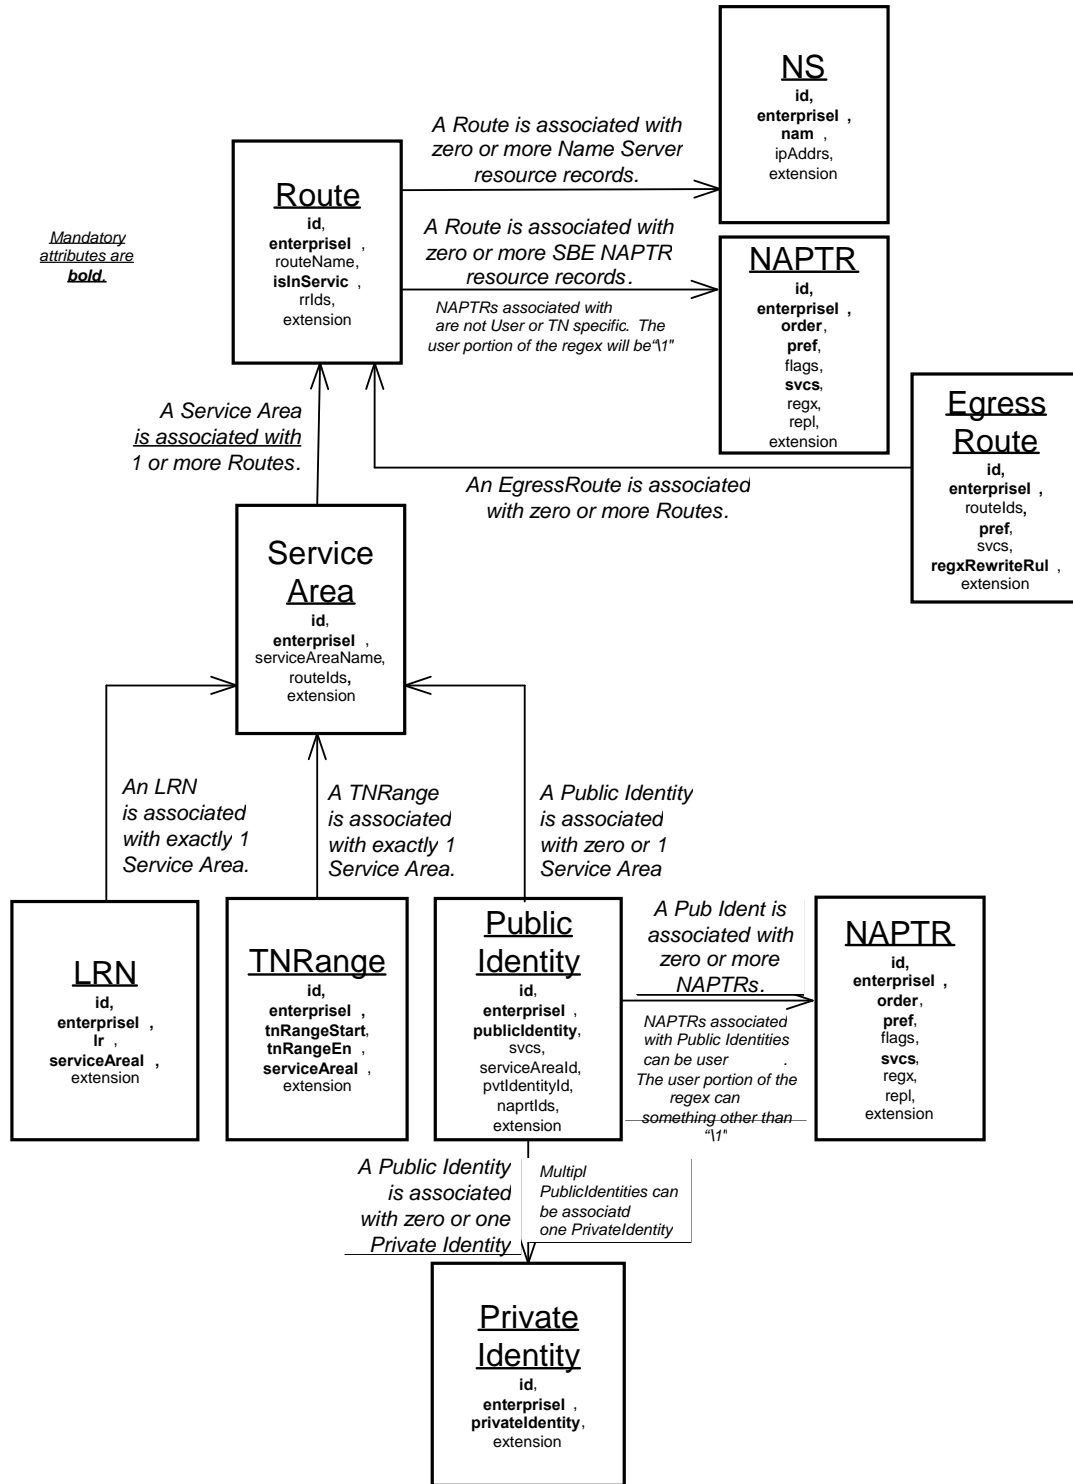 NS
id,
enterpriseI ,
nam ,
ipAddrs,
extension
A Route is associated with
zero or more Name Server
resource records.
Route
id,
enterpriseI ,
routeName,
isInServic ,
rrIds,
extension
Mandatory
attributes are
bold.
A Route is associated with
zero or more SBE NAPTR
resource records.
NAPTRs associated with
are not User or TN specific. The
user portion of the regex will be“\1"
NAPTR
id,
enterpriseI ,
order,
pref,
flags,
svcs,
regx,
repl,
extension
Egress
Route
id,
enterpriseI ,
routeIds,
pref,
svcs,
regxRewriteRul ,
extension
A Service Area
is associated with
1 or more Routes.
An EgressRoute is associated
with zero or more Routes.
Service
Area
id,
enterpriseI ,
serviceAreaName,
routeIds,
extension
An LRN
is associated
with exactly 1
Service Area.
A TNRange
is associated
with exactly 1
Service Area.
A Public Identity
is associated
with zero or 1
Service Area
LRN
id,
enterpriseI ,
lr ,
serviceAreaI ,
extension
TNRange
id,
enterpriseI ,
tnRangeStart,
tnRangeEn ,
serviceAreaI ,
extension
Public
Identity
id,
enterpriseI ,
publicIdentity,
svcs,
serviceAreaId,
pvtIdentityId,
naprtIds,
extension
A Pub Ident is
associated with
zero or more
NAPTRs.
NAPTRs associated
with Public Identities
can be user .
The user portion of the
regex can
something other than
“\1"
NAPTR
id,
enterpriseI ,
order,
pref,
flags,
svcs,
regx,
repl,
extension
A Public Identity
is associated
with zero or one
Private Identity
Multipl
PublicIdentities can
be associatd
one PrivateIdentity
Private
Identity
id,
enterpriseI ,
privateIdentity,
extension